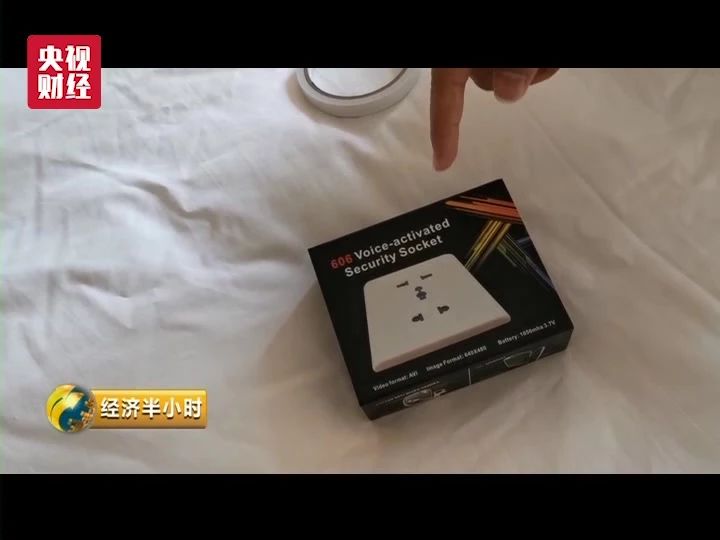 央视
财经
606 Voice-activated
Security Socket
Video format: AVI
Image Format: 640X480
Battery: 1050mha 3.7V
经济半小时